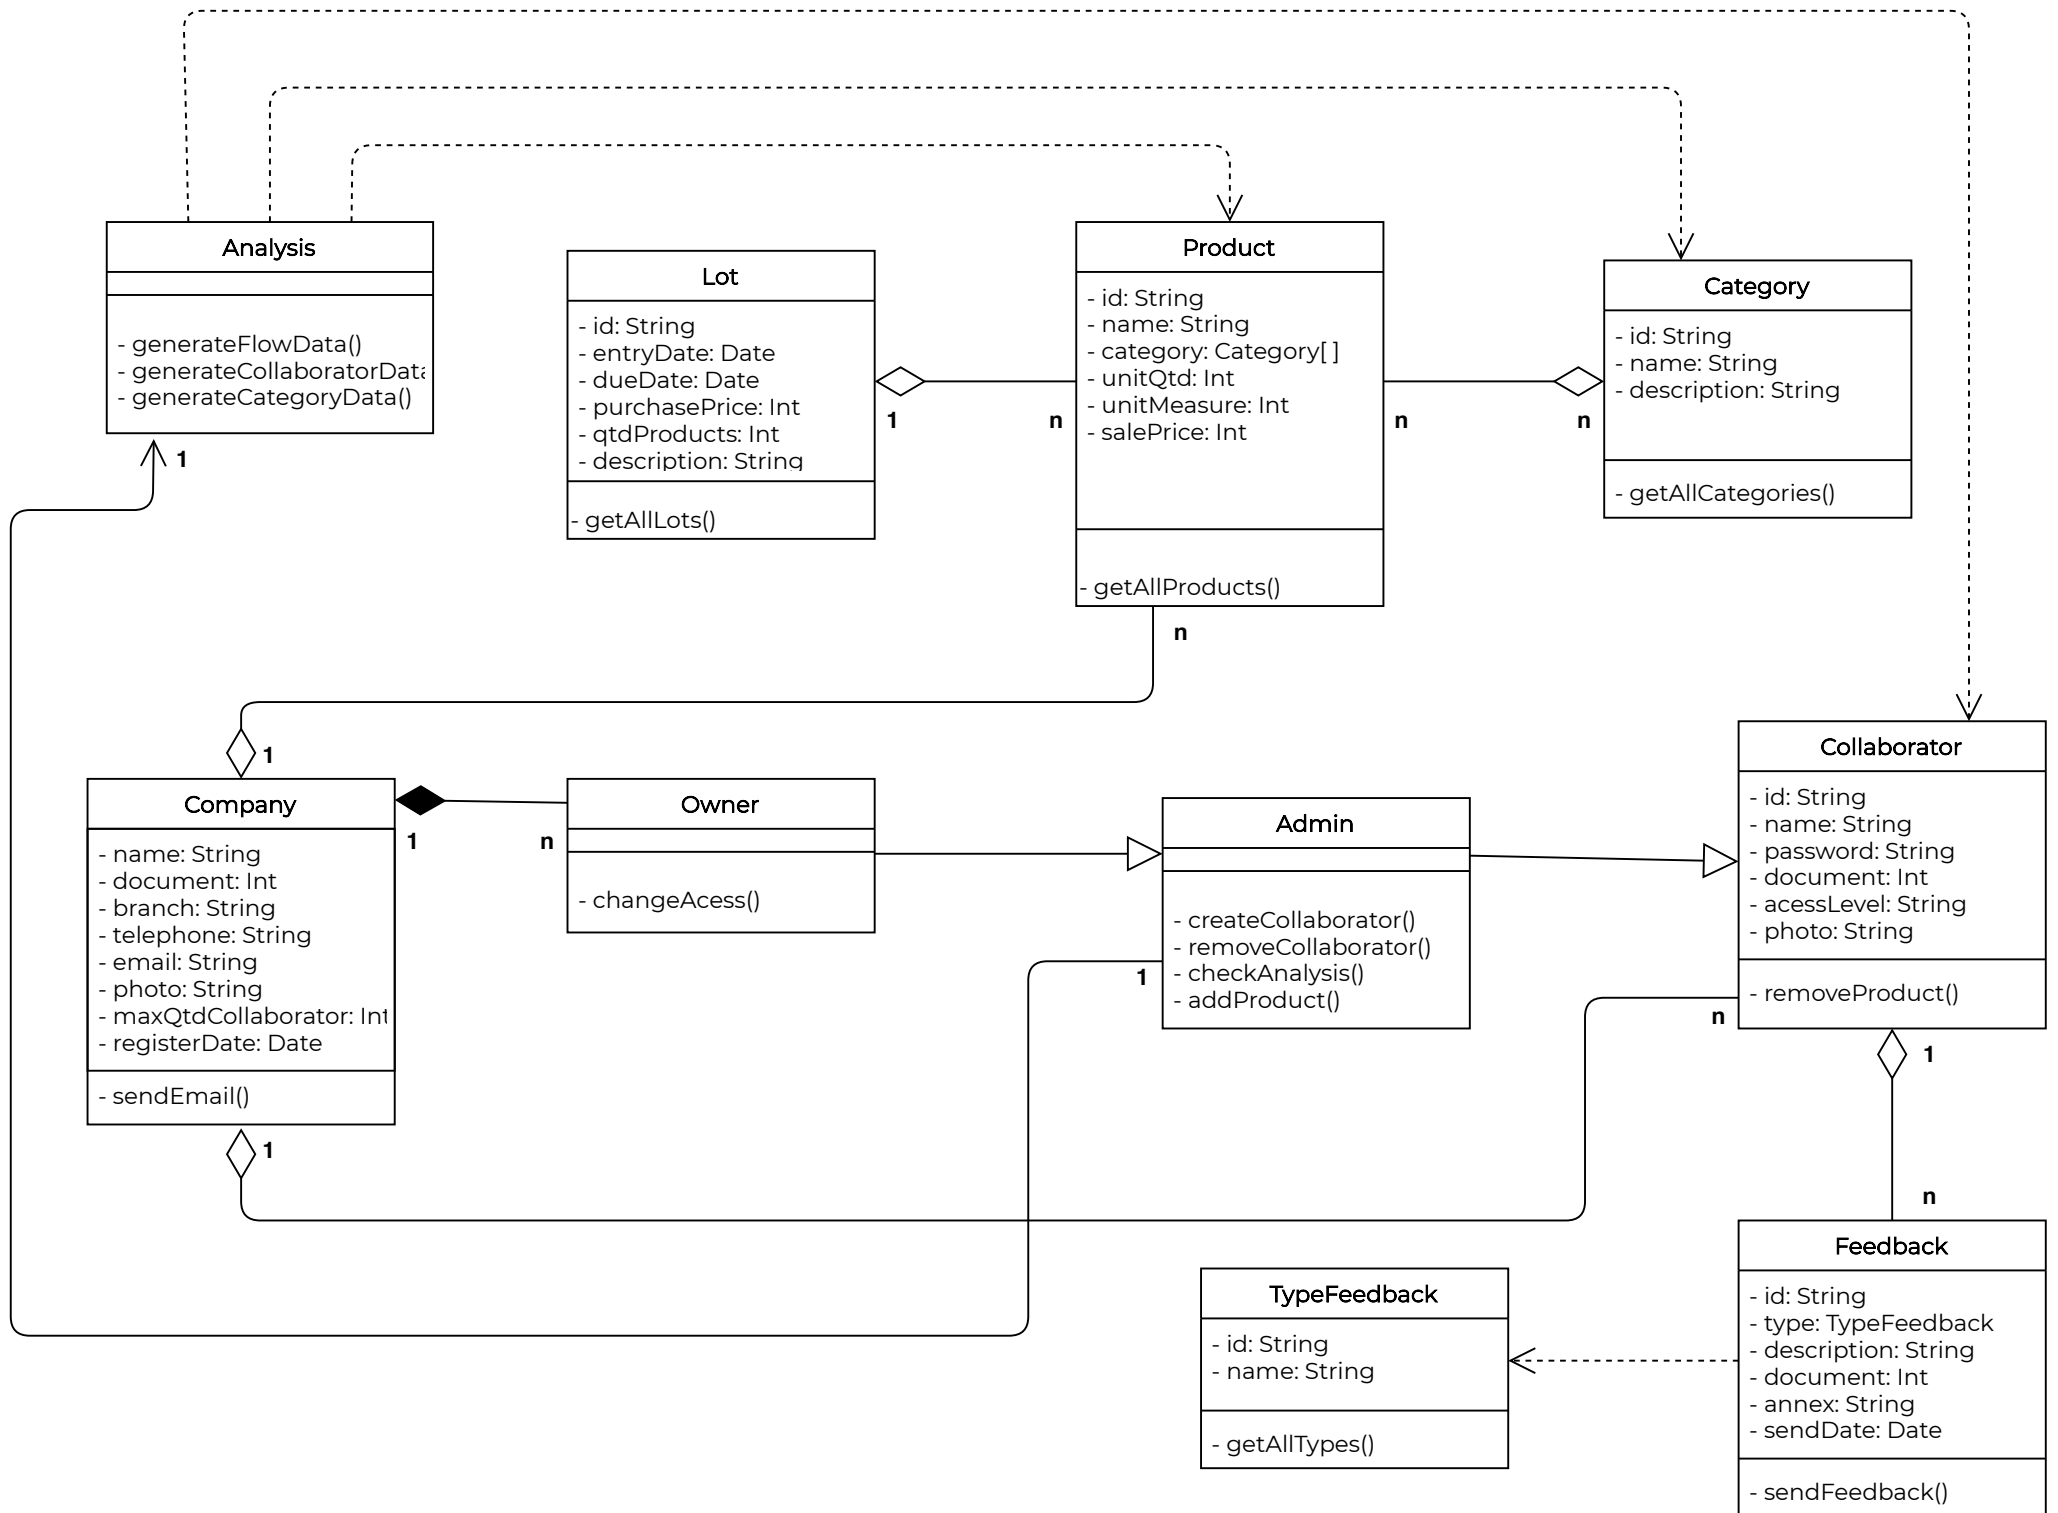 Analysis
- generateFlowData()
- generateCollaboratorData
- generateCategoryData()
1
Lot
- id: String
- entryDate: Date
- dueDate: Date
- purchasePrice: Int
- qtdProducts: Int
- description: String
- getAllLots()
1
n
Product
- id: String
- name: String
- category: Category[ ]
- unitQtd: Int
- unitMeasure: Int
- salePrice: Int
- getAllProducts()
n
n
n
Category
- id: String
- name: String
- description: String
- getAllCategories()
1
Company
- name: String
- document: Int
- branch: String
- telephone: String
- email: String
- photo: String
- maxQtdCollaborator: Int
- registerDate: Date
- sendEmail()
1
n
1
Owner
- changeAcess()
Admin
- createCollaborator()
- removeCollaborator()
- checkAnalysis()
- addProduct()
1
Collaborator
- id: String
- name: String
- password: String
- document: Int
- acessLevel: String
- photo: String
- removeProduct()
n
1
n
TypeFeedback
- id: String
- name: String
- getAllTypes()
Feedback
- id: String
- type: TypeFeedback
- description: String
- document: Int
- annex: String
- sendDate: Date
- sendFeedback()